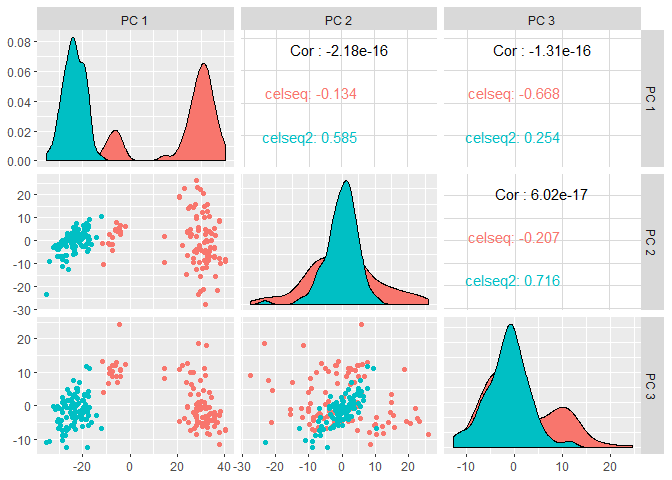 PC 1 PC 2 PC 3
0.08
0.06
0.04
0.02
0.00
Cor : -2.18e-16
celseq: -0.134
celseq2: 0.585
Cor : -1.31e-16
celseq: -0.668
celseq2: 0.254
PC 1
20
10
0
-10
-20
-30
Cor : 6.02e-17
celseq: -0.207
celseq2: 0.716
PC 2
20
10
0
-10
PC 3
-20 0 20 40
-30 -20 -10 0 10 20
-10 0 10 20